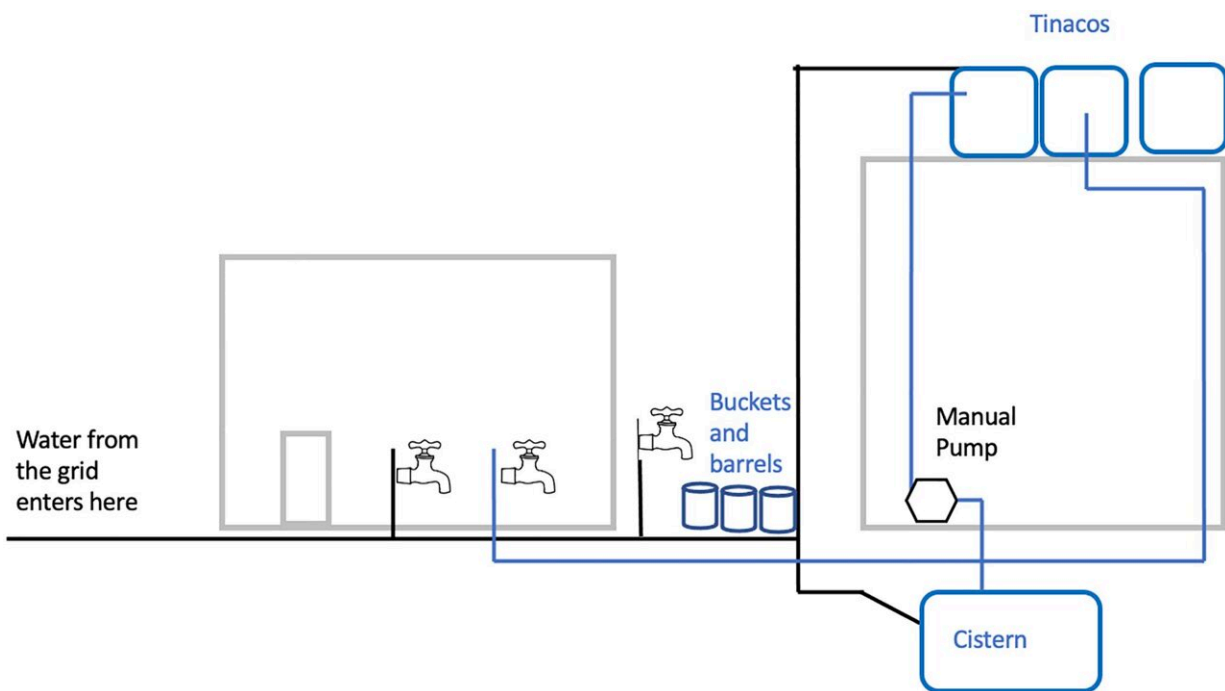 Tinacos
Water from
the grid
enters here
Buckets
and
barrels
Manual
Pump
Cistern